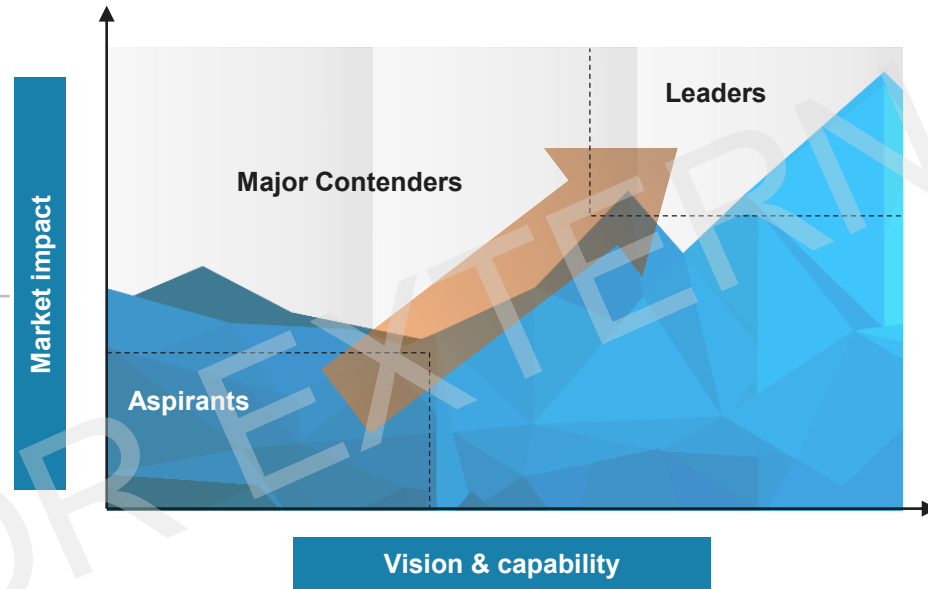 Leaders
Major Contenders
Market impact
Aspirants
Vision & capability
OR EXTERN